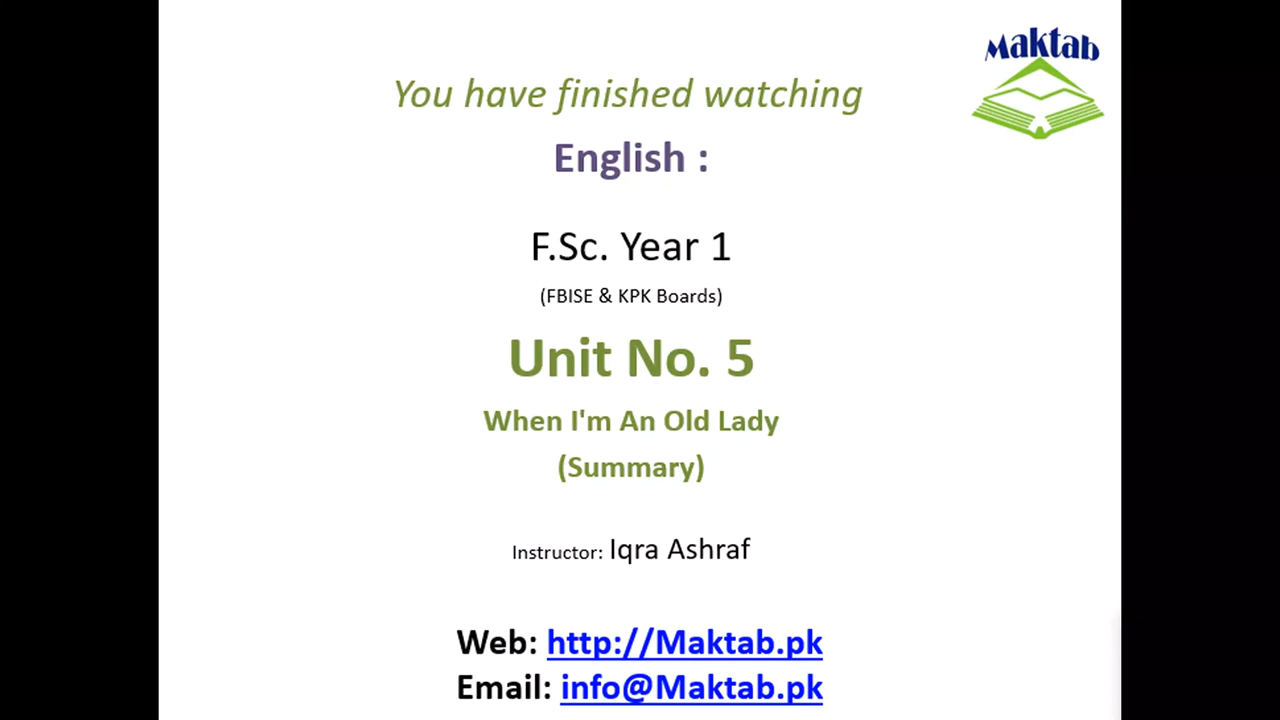 Maktab
You have finished watching
English :
F.Sc. Year 1
(FBISE & KPK Boards)
Unit No. 5
When I'm An Old Lady
(Summary)
Instructor: Iqra Ashraf
Web: http://Maktab.pk
Email: info@Maktab.pk